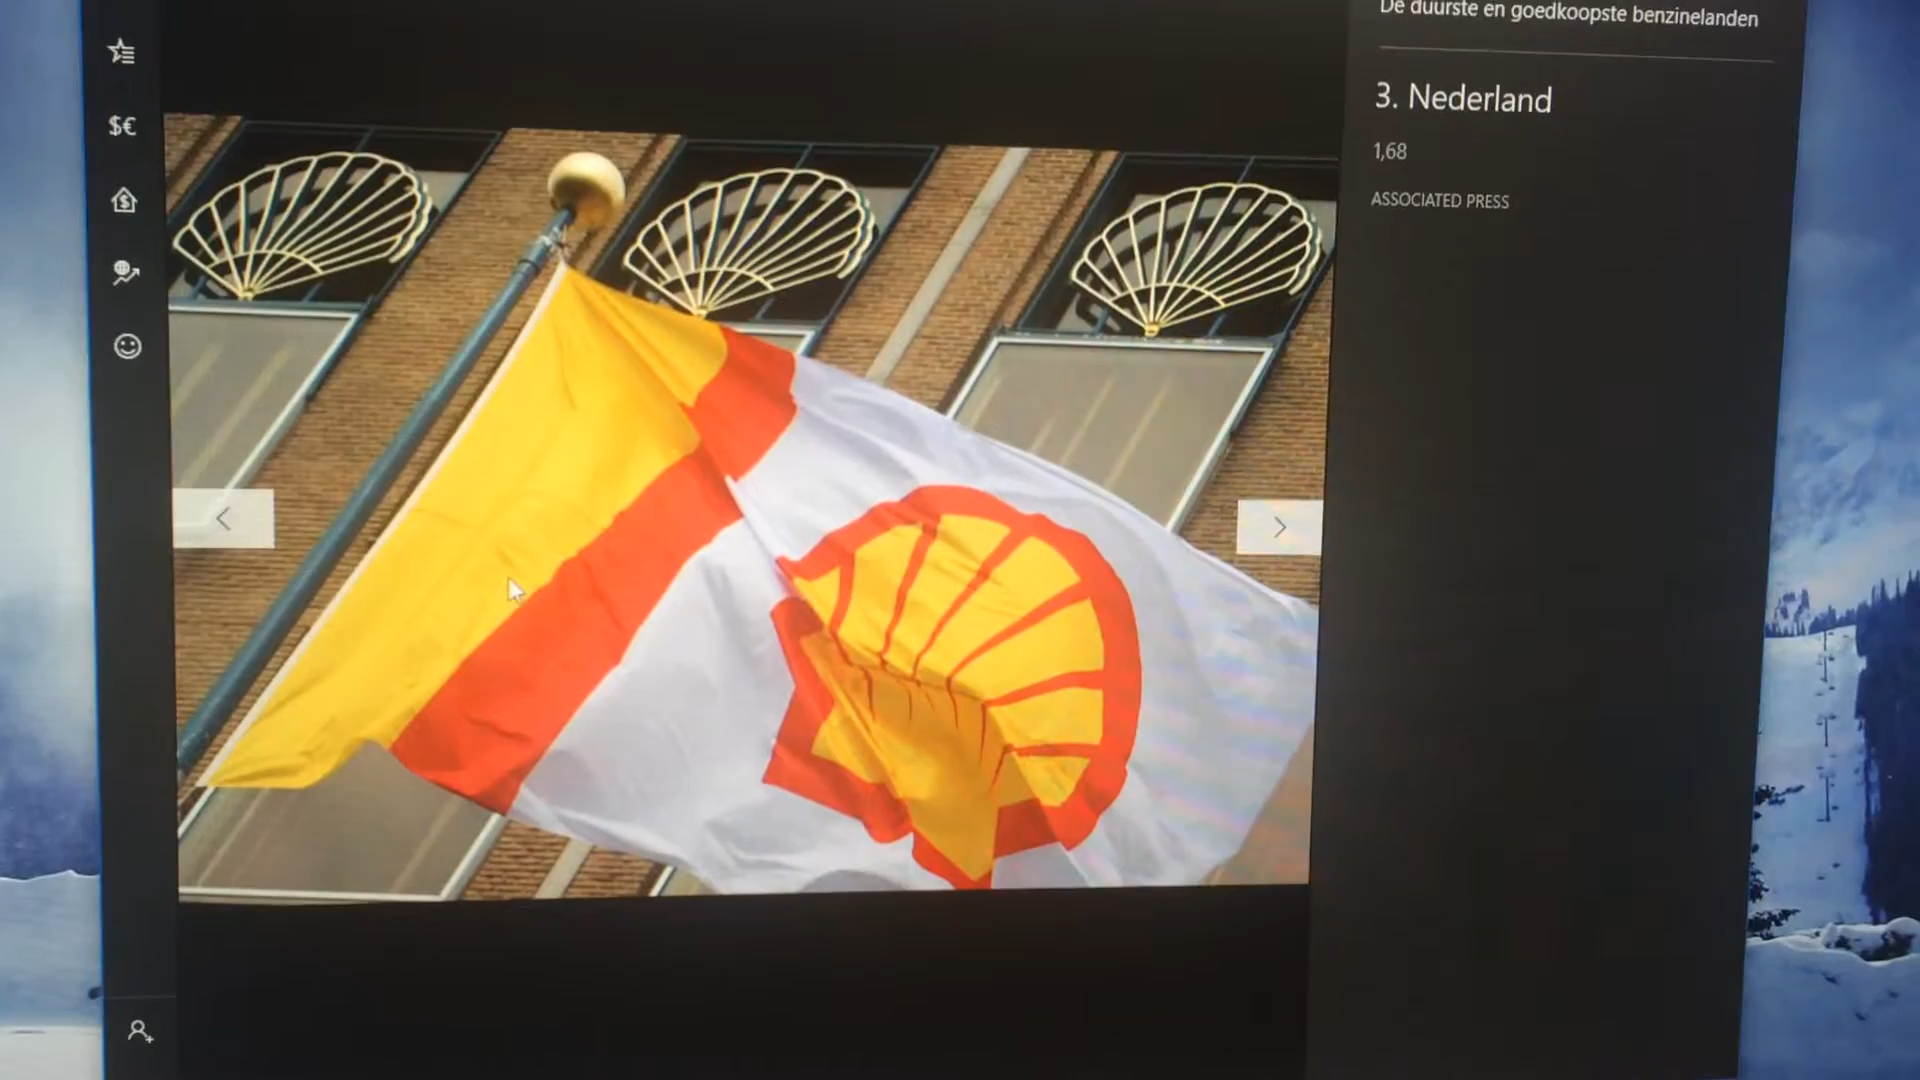 De duurste en goedkoopste benzinelanden
3. Nederland
1,68
ASSOCIATED PRESS
$€